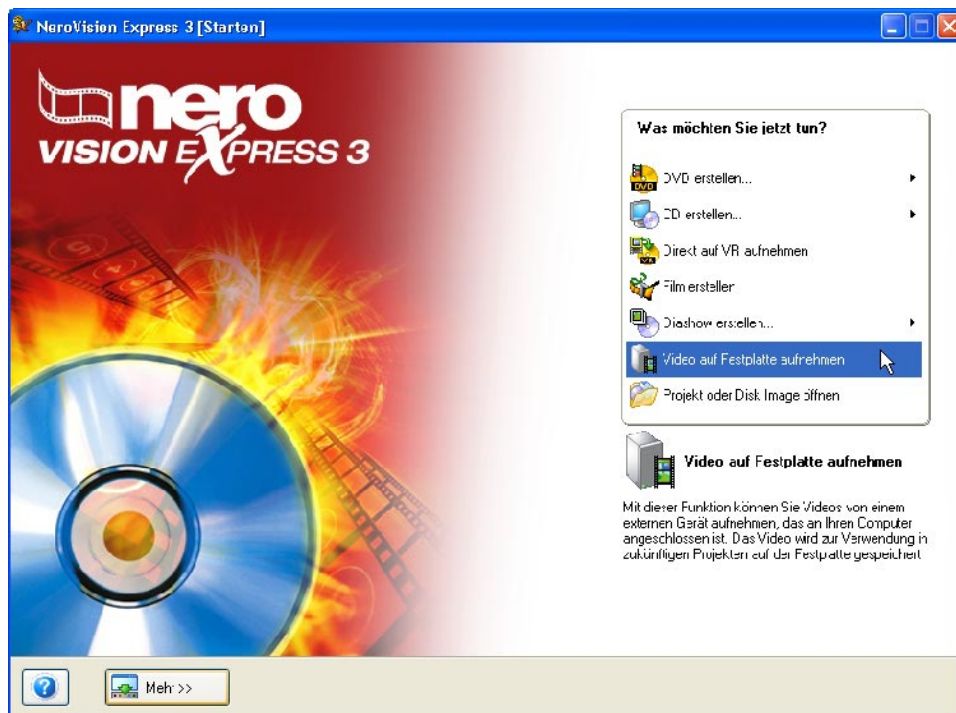 NeroVision Express 3 [Starten]
nero
VISION EXPRESS 3
Was möchten Sie jetzt tun?
DVD erstellen...
CD erstellen...
Direkt auf VR aufnehmen
Film erstellen
Diashow erstellen...
Video auf Festplatte aufnehmen
Projekt oder Disk Image öffnen
Video auf Festplatte aufnehmen
Mit dieser Funktion können Sie Videos von einem
externen Gerät aufnehmen, das an Ihren Computer
angeschlossen ist. Das Video wird zur Verwendung in
zukünftigen Projekten auf der Festplatte gespeichert
Mehr >>